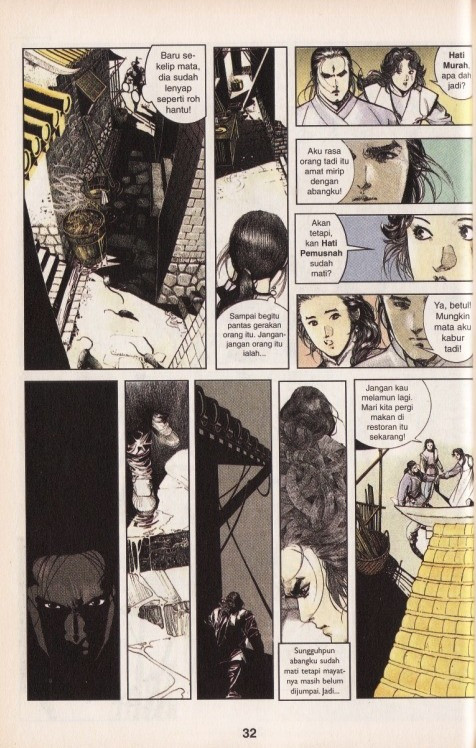 Baru se-
kelip mata,
dia sudah
lenyap
seperti roh
hantu!
Sampai begitu
pantas gerakan
orang itu. Jangan-
jangan orang itu
ialah...
Hati
Murah,
apa dah
jadi?
Aku rasa
orang tadi itu
amat mirip
dengan
abangku!
Akan
tetapi,
kan Hati
Pemusnah
sudah
mati?
Ya, betul!
Mungkin
mata aku
kabur
tadi!
Sungguhpun
abangku sudah
mati tetapi mayat-
nya masih belum
dijumpai. Jadi...
Jangan kau
melamun lagi.
Mari kita pergi
makan di
restoran itu
sekarang!
32